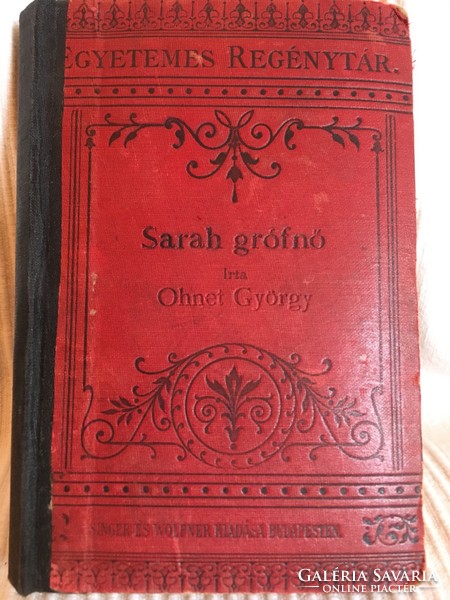 EGYETEMES REGÉNYTÁR.
Sarah grófnő
Irta
Ohnet György
SINGER ÉS WOLFNER KIADÁSA BUDAPESTEN.
GALÉRIA SAVARIA
ONLINE PIACTÉR